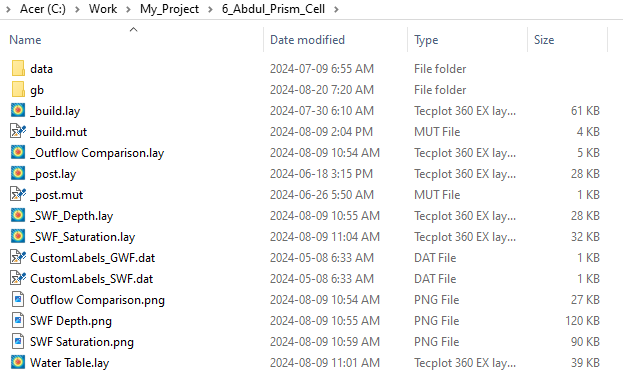 Acer (C:) > Work > My_Project > 6_Abdul_Prism_Cell >
Name Date modified Type Size
data 2024-07-09 6:55 AM File folder
gb 2024-08-20 7:20 AM File folder
_build.lay 2024-07-30 6:10 AM Tecplot 360 EX lay... 61 KB
_build.mut 2024-08-09 2:04 PM MUT File 4 KB
_Outflow Comparison.lay 2024-08-09 10:54 AM Tecplot 360 EX lay... 5 KB
_post.lay 2024-06-18 3:15 PM Tecplot 360 EX lay... 28 KB
_post.mut 2024-06-26 5:50 AM MUT File 1 KB
_SWF_Depth.lay 2024-08-09 10:55 AM Tecplot 360 EX lay... 28 KB
_SWF_Saturation.lay 2024-08-09 11:04 AM Tecplot 360 EX lay... 32 KB
CustomLabels_GWF.dat 2024-05-08 6:33 AM DAT File 1 KB
CustomLabels_SWF.dat 2024-05-08 6:33 AM DAT File 1 KB
Outflow Comparison.png 2024-08-09 10:54 AM PNG File 27 KB
SWF Depth.png 2024-08-09 10:55 AM PNG File 120 KB
SWF Saturation.png 2024-08-09 10:59 AM PNG File 90 KB
Water Table.lay 2024-08-09 11:01 AM Tecplot 360 EX lay... 39 KB